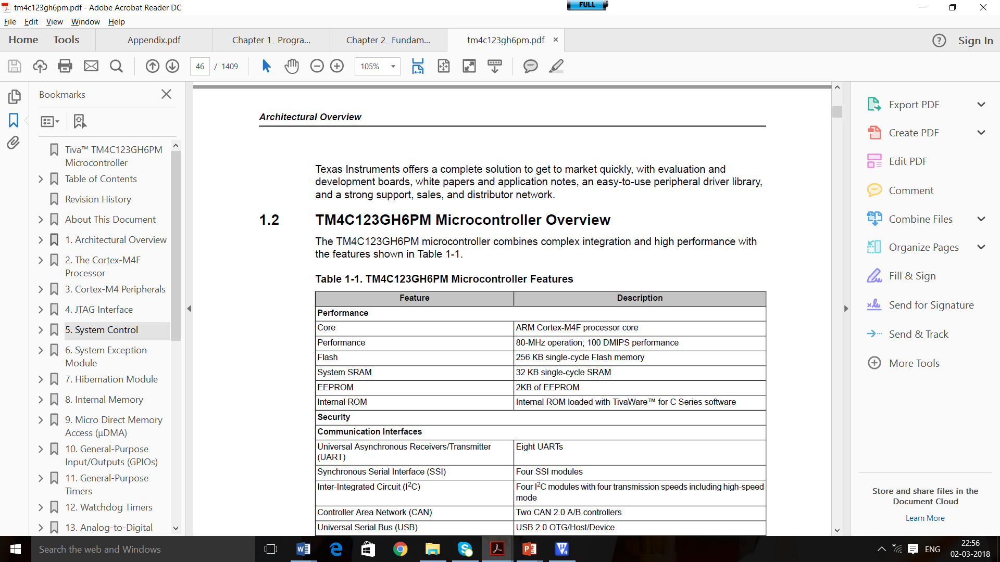 tm4c123gh6pm.pdf - Adobe Acrobat Reader DC
FULL
File Edit View Window Help
Home Tools Appendix.pdf Chapter 1_ Progra... Chapter 2_ Fundam... tm4c123gh6pm.pdf × ? Sign In
46 / 1409 105%
Bookmarks
Tiva™ TM4C123GH6PM
Microcontroller
Table of Contents
Revision History
About This Document
1. Architectural Overview
2. The Cortex-M4F
Processor
3. Cortex-M4 Peripherals
4. JTAG Interface
5. System Control
6. System Exception
Module
7. Hibernation Module
8. Internal Memory
9. Micro Direct Memory
Access (µDMA)
10. General-Purpose
Input/Outputs (GPIOs)
11. General-Purpose
Timers
12. Watchdog Timers
13. Analog-to-Digital
Architectural Overview
Texas Instruments offers a complete solution to get to market quickly, with evaluation and
development boards, white papers and application notes, an easy-to-use peripheral driver library,
and a strong support, sales, and distributor network.
1.2 TM4C123GH6PM Microcontroller Overview
The TM4C123GH6PM microcontroller combines complex integration and high performance with
the features shown in Table 1-1.
Table 1-1. TM4C123GH6PM Microcontroller Features
Feature Description
Performance
Core ARM Cortex-M4F processor core
Performance 80-MHz operation; 100 DMIPS performance
Flash 256 KB single-cycle Flash memory
System SRAM 32 KB single-cycle SRAM
EEPROM 2KB of EEPROM
Internal ROM Internal ROM loaded with TivaWare™ for C Series software
Security
Communication Interfaces
Universal Asynchronous Receivers/Transmitter Eight UARTs
(UART)
Synchronous Serial Interface (SSI) Four SSI modules
Inter-Integrated Circuit (I²C) Four I²C modules with four transmission speeds including high-speed
mode
Controller Area Network (CAN) Two CAN 2.0 A/B controllers
Universal Serial Bus (USB) USB 2.0 OTG/Host/Device
Export PDF
Create PDF
Edit PDF
Comment
Combine Files
Organize Pages
Fill & Sign
Send for Signature
Send & Track
More Tools
Store and share files in the
Document Cloud
Learn More
Search the web and Windows
ENG
22:56
02-03-2018